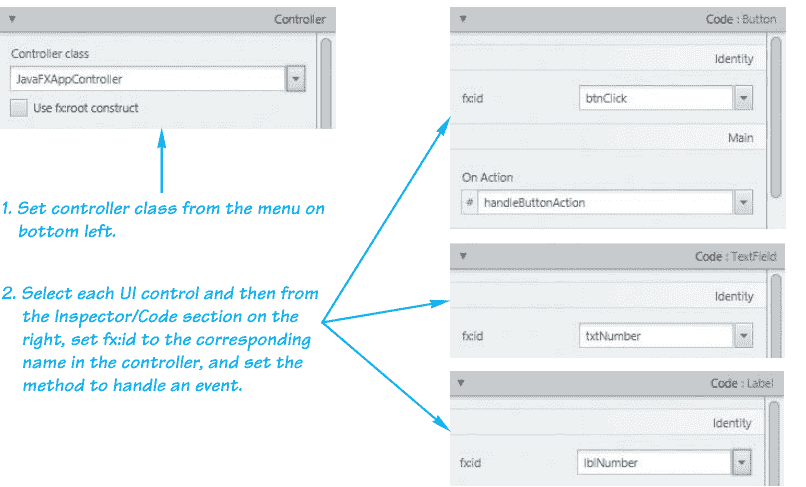 Controller
Controller class
JavaFXAppController
Use fx:root construct
1. Set controller class from the menu on
bottom left.
2. Select each UI control and then from
the Inspector/Code section on the
right, set fx:id to the corresponding
name in the controller, and set the
method to handle an event.
Code : Button
Identity
fx:id
btnClick
Main
On Action
# handleButtonAction
Code : TextField
Identity
fx:id
txtNumber
Code : Label
Identity
fx:id
lblNumber